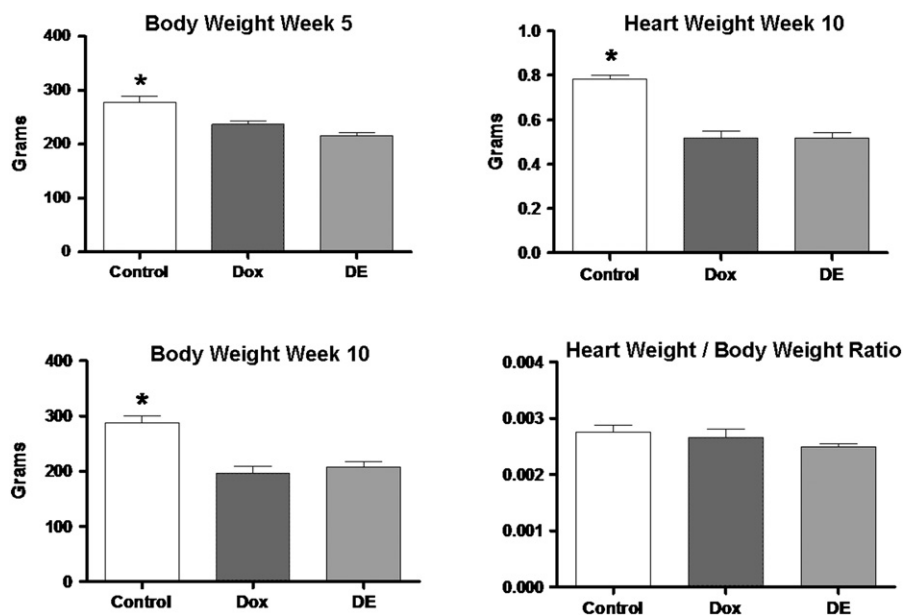 Body Weight Week 5
400
300
200
100
0
Grams
*
Control Dox DE
Heart Weight Week 10
1.0
0.8
0.6
0.4
0.2
0.0
Grams
*
Control Dox DE
Body Weight Week 10
400
300
200
100
0
Grams
*
Control Dox DE
Heart Weight / Body Weight Ratio
0.004
0.003
0.002
0.001
0.000
Control Dox DE